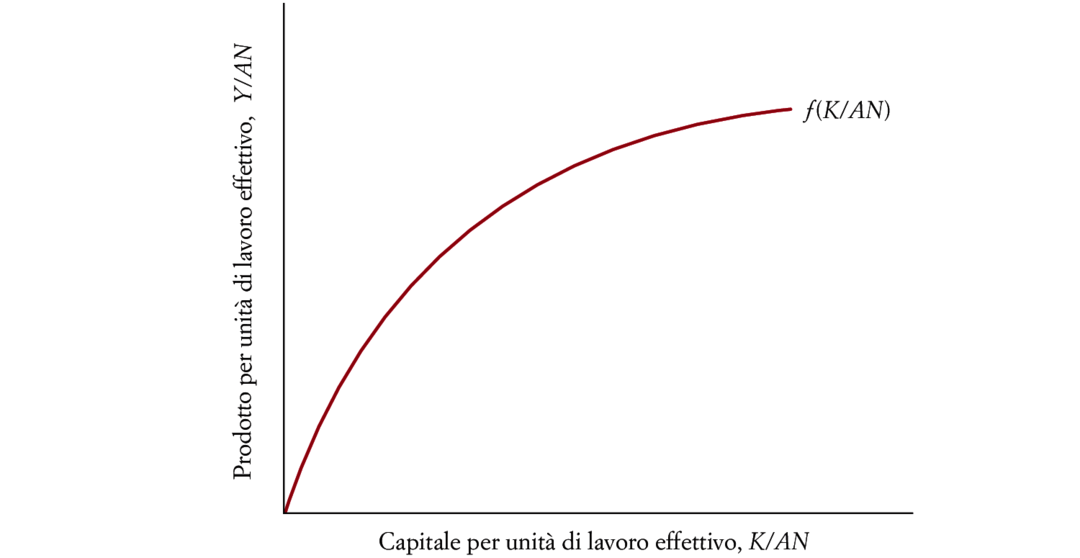 Prodotto per unità di lavoro effettivo, Y/AN
f(K/AN)
Capitale per unità di lavoro effettivo, K/AN